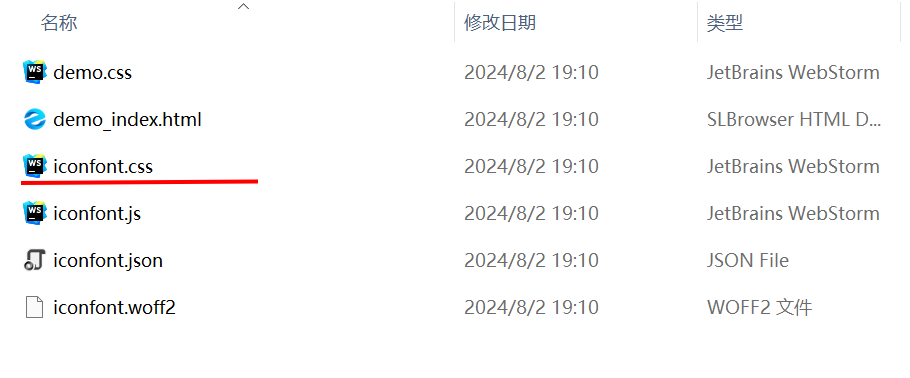 名称 修改日期 类型
demo.css 2024/8/2 19:10 JetBrains WebStorm
demo_index.html 2024/8/2 19:10 SLBrowser HTML D...
iconfont.css 2024/8/2 19:10 JetBrains WebStorm
iconfont.js 2024/8/2 19:10 JetBrains WebStorm
iconfont.json 2024/8/2 19:10 JSON File
iconfont.woff2 2024/8/2 19:10 WOFF2 文件